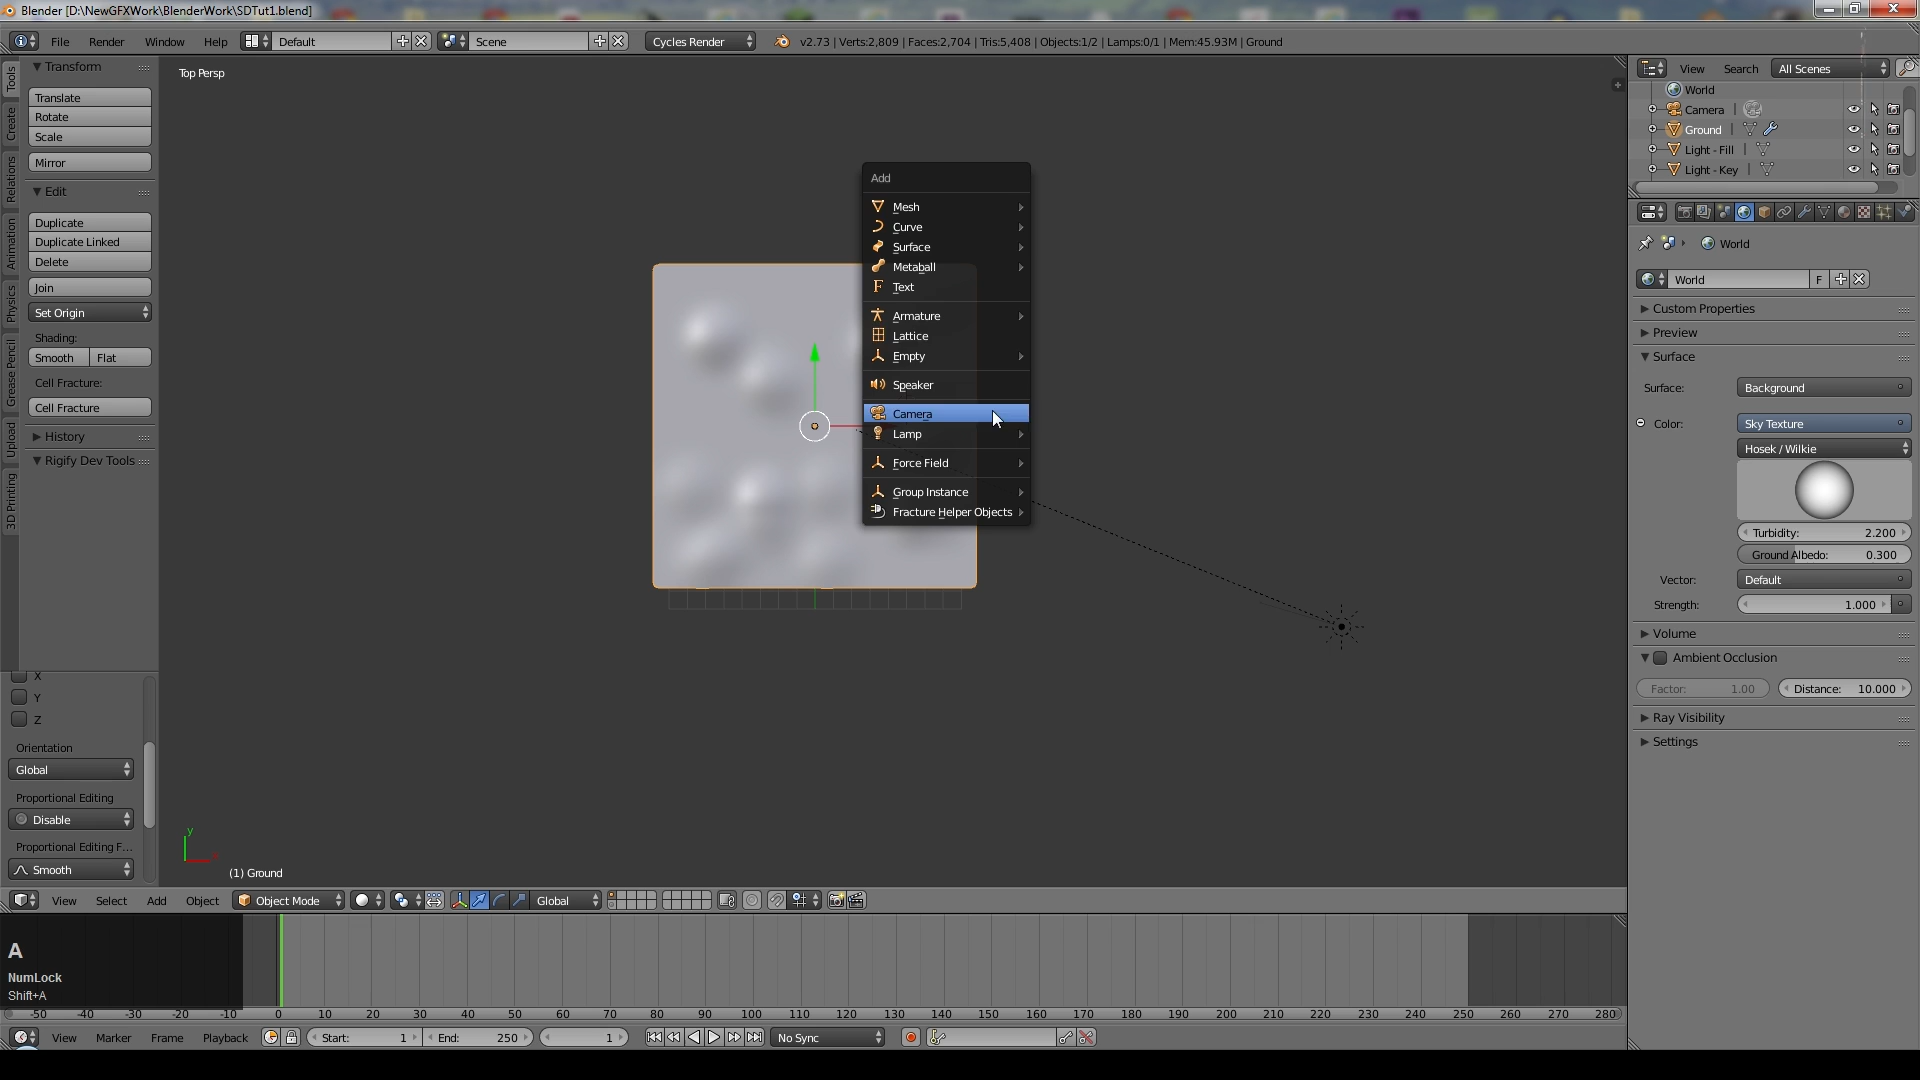 Blender [D:\NewGFXWork\BlenderWork\SDTut1.blend]
File Render Window Help Default Scene Cycles Render v2.73 | Verts:2,809 | Faces:2,704 | Tris:5,408 | Objects:1/2 | Lamps:0/1 | Mem:45.93M | Ground
Tools
Create
Relations
Animation
Physics
Grease Pencil
Upload
3D Printing
Transform
Translate
Rotate
Scale
Mirror
Edit
Duplicate
Duplicate Linked
Delete
Join
Set Origin
Shading:
Smooth Flat
Cell Fracture:
Cell Fracture
History
Rigify Dev Tools
X
Y
Z
Orientation
Global
Proportional Editing
Disable
Proportional Editing F...
Smooth
Top Persp
Add
Mesh
Curve
Surface
Metaball
Text
Armature
Lattice
Empty
Speaker
Camera
Lamp
Force Field
Group Instance
Fracture Helper Objects
y
(1) Ground
View Search All Scenes
World
Camera
Ground
Light - Fill
Light - Key
World
World F
Custom Properties
Preview
Surface
Surface: Background
Color: Sky Texture
Hosek / Wilkie
Turbidity: 2.200
Ground Albedo: 0.300
Vector: Default
Strength: 1.000
Volume
Ambient Occlusion
Factor: 1.00 Distance: 10.000
Ray Visibility
Settings
View Select Add Object Object Mode Global
A
NumLock
Shift+A
-50 -40 -30 -20 -10 0 10 20 30 40 50 60 70 80 90 100 110 120 130 140 150 160 170 180 190 200 210 220 230 240 250 260 270 280
View Marker Frame Playback Start: 1 End: 250 1 No Sync